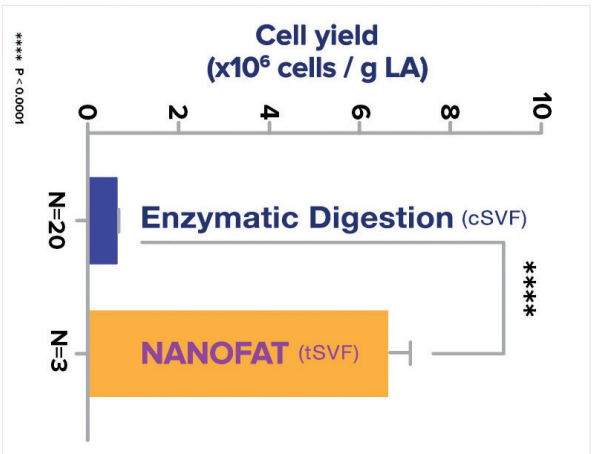 Cell yield
(x10⁶ cells / g LA)
0
2
4
6
8
10
Enzymatic Digestion (cSVF)
N=20
NANOFAT (tSVF)
N=3
****
**** P < 0.0001